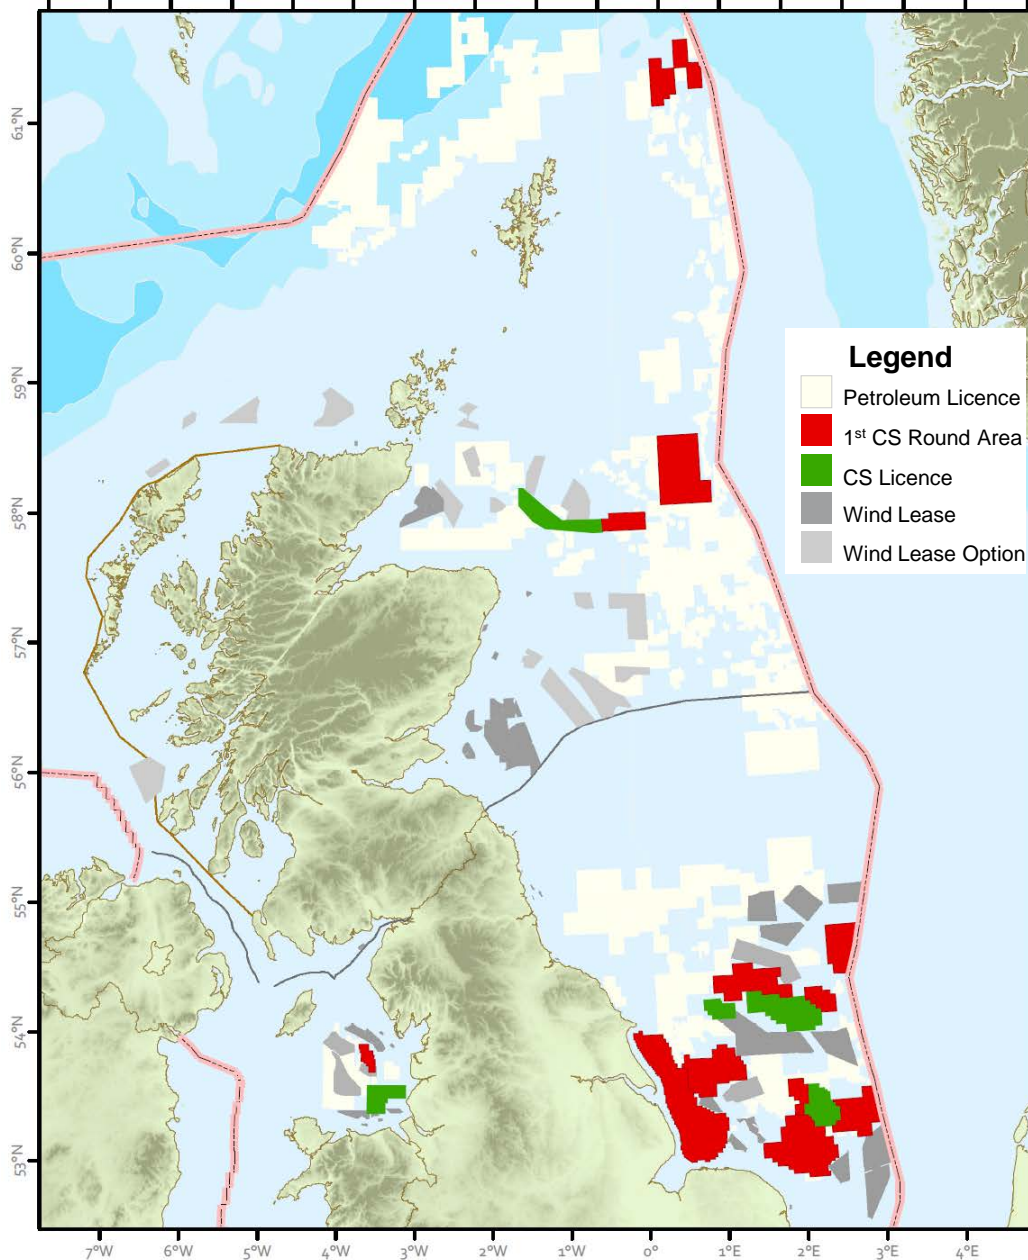 61°N
60°N
59°N
58°N
57°N
56°N
55°N
54°N
53°N
Legend
Petroleum Licence
1st CS Round Area
CS Licence
Wind Lease
Wind Lease Option
7°W 6°W 5°W 4°W 3°W 2°W 1°W 0° 1°E 2°E 3°E 4°E